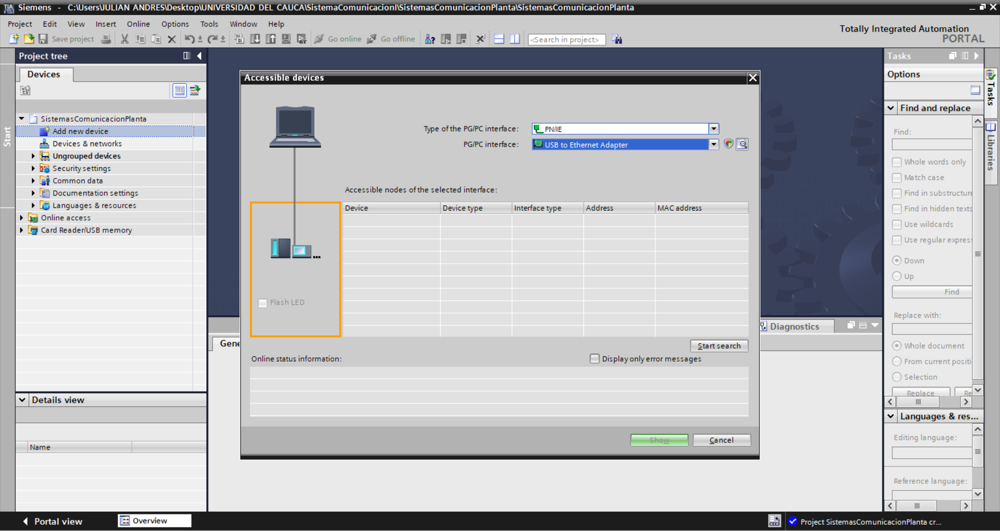 Siemens - C:\Users\JULIAN ANDRES\Desktop\UNIVERSIDAD DEL CAUCA\SistemaComunicacionI\SistemasComunicacionPlanta\SistemasComunicacionPlanta
Project Edit View Insert Online Options Tools Window Help
Totally Integrated Automation
PORTAL
Save project
Go online
Go offline
<Search in project>
Project tree
Devices
Start
SistemasComunicacionPlanta
Add new device
Devices & networks
Ungrouped devices
Security settings
Common data
Documentation settings
Languages & resources
Online access
Card Reader/USB memory
Details view
Name
Accessible devices
Type of the PG/PC interface: PN/IE
PG/PC interface: USB to Ethernet Adapter
Accessible nodes of the selected interface:
Device Device type Interface type Address MAC address
Flash LED
Start search
Online status information:
Display only error messages
Show
Cancel
Gene
Diagnostics
Tasks
Options
Find and replace
Find:
Whole words only
Match case
Find in substructure
Find in hidden texts
Use wildcards
Use regular express
Down
Up
Find
Replace with:
Whole document
From current positi
Selection
Replace
Re
Languages & res...
Editing language:
Reference language:
Tasks
Libraries
Portal view
Overview
Project SistemasComunicacionPlanta cr...